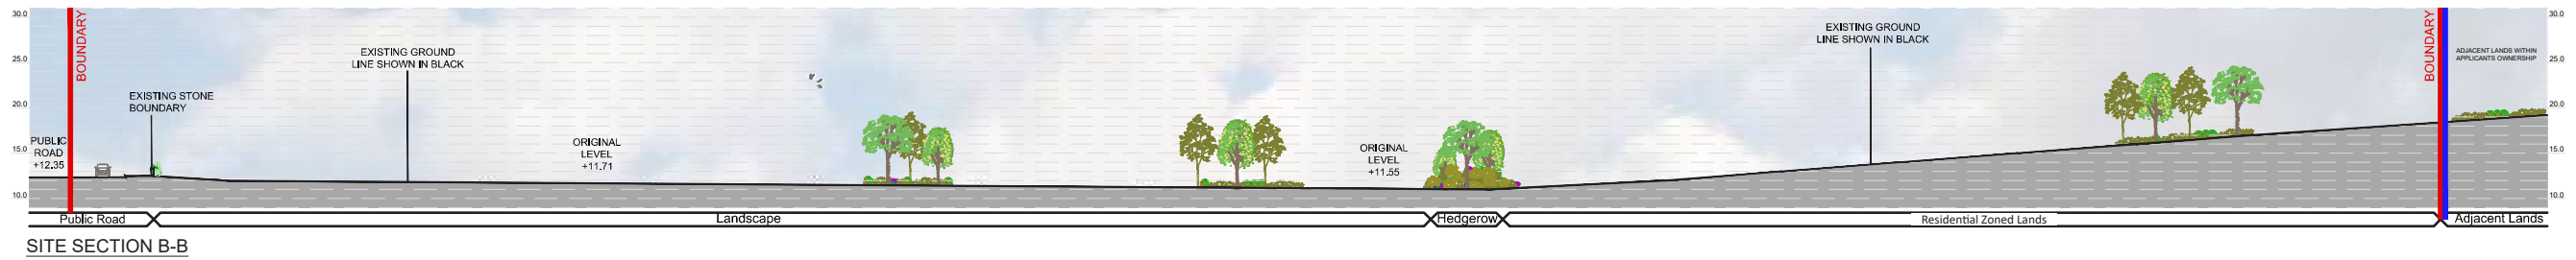 30.0
25.0
20.0
15.0
10.0
BOUNDARY
PUBLIC
ROAD
+12.35
EXISTING STONE
BOUNDARY
EXISTING GROUND
LINE SHOWN IN BLACK
ORIGINAL
LEVEL
+11.71
ORIGINAL
LEVEL
+11.55
EXISTING GROUND
LINE SHOWN IN BLACK
BOUNDARY
ADJACENT LANDS WITHIN
APPLICANTS OWNERSHIP
30.0
25.0
20.0
15.0
10.0
Public Road
Landscape
Hedgerow
Residential Zoned Lands
Adjacent Lands
SITE SECTION B-B